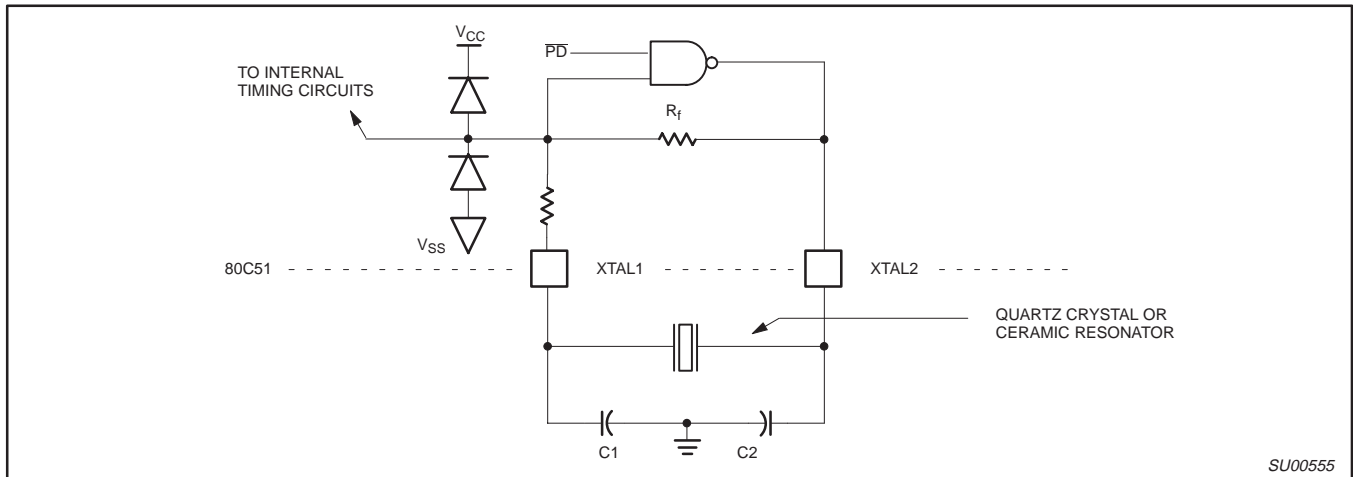 VCC
PD
TO INTERNAL
TIMING CIRCUITS
Rf
VSS
80C51
XTAL1
XTAL2
QUARTZ CRYSTAL OR
CERAMIC RESONATOR
C1
C2
SU00555